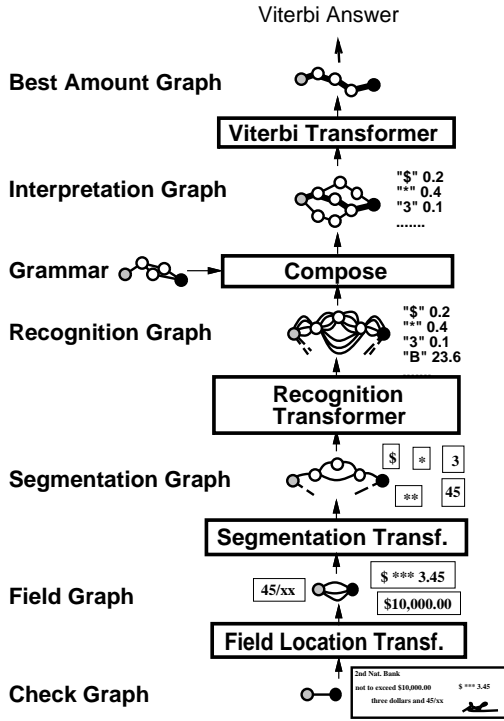 Viterbi Answer
Best Amount Graph
Viterbi Transformer
Interpretation Graph
"$" 0.2
"*" 0.4
"3" 0.1
.......
Grammar
Compose
Recognition Graph
"$" 0.2
"*" 0.4
"3" 0.1
"B" 23.6
.......
Recognition
Transformer
Segmentation Graph
$ * 3
** 45
Segmentation Transf.
Field Graph
45/xx
$ *** 3.45
$10,000.00
Field Location Transf.
Check Graph
2nd Nat. Bank
not to exceed $10,000.00 $ *** 3.45
three dollars and 45/xx